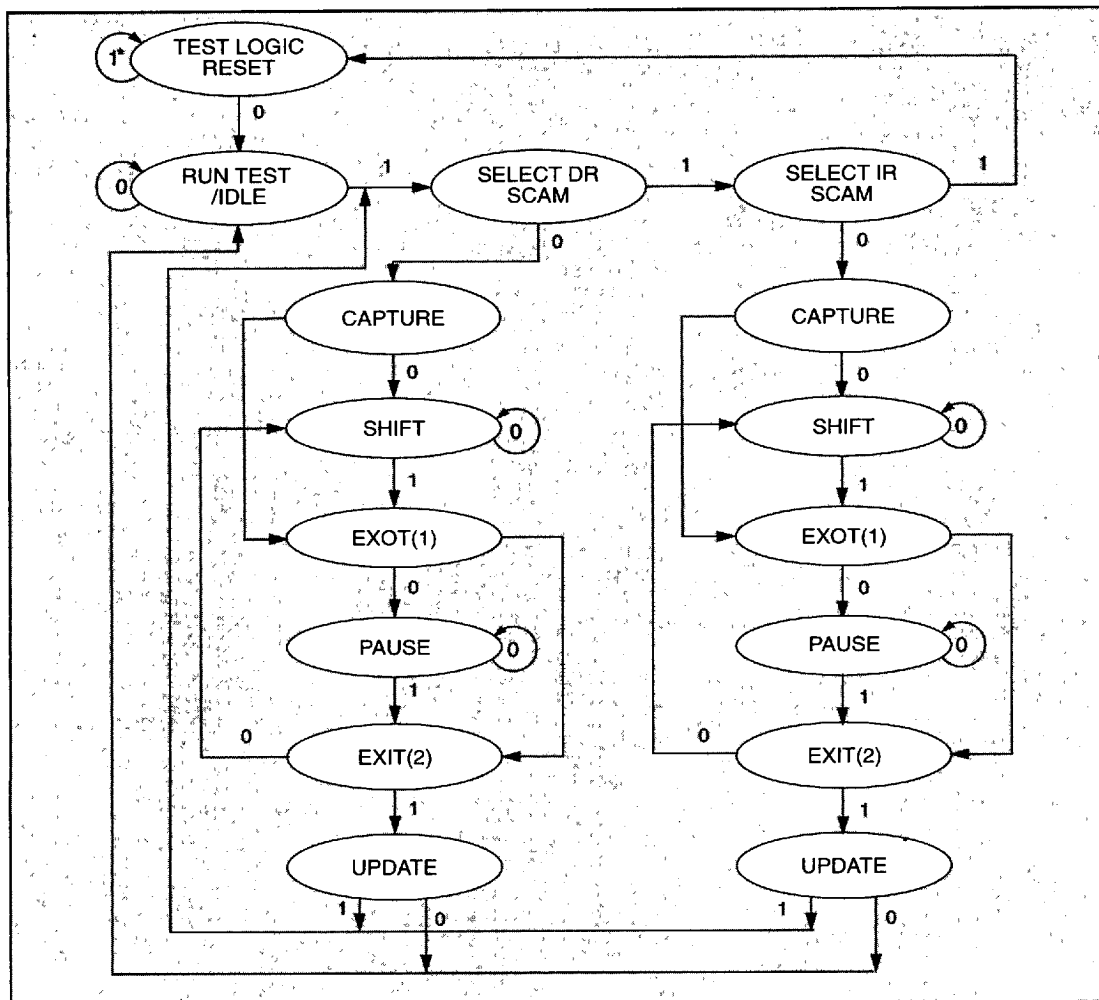 TEST LOGIC
RESET
1*
0
RUN TEST
/IDLE
0
1
SELECT DR
SCAM
1
SELECT IR
SCAM
1
0
0
CAPTURE
CAPTURE
0
0
SHIFT
0
SHIFT
0
1
1
EXOT(1)
EXOT(1)
0
0
PAUSE
0
PAUSE
0
1
1
0
EXIT(2)
0
EXIT(2)
1
1
UPDATE
UPDATE
1
0
1
0